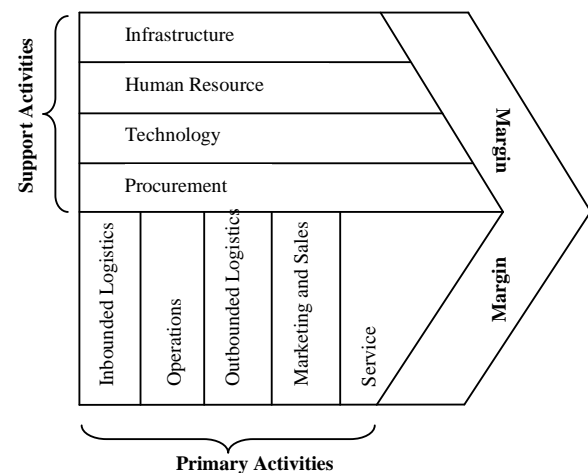 Support Activities
Infrastructure
Human Resource
Technology
Procurement
Margin
Margin
Inbounded Logistics
Operations
Outbounded Logistics
Marketing and Sales
Service
Primary Activities